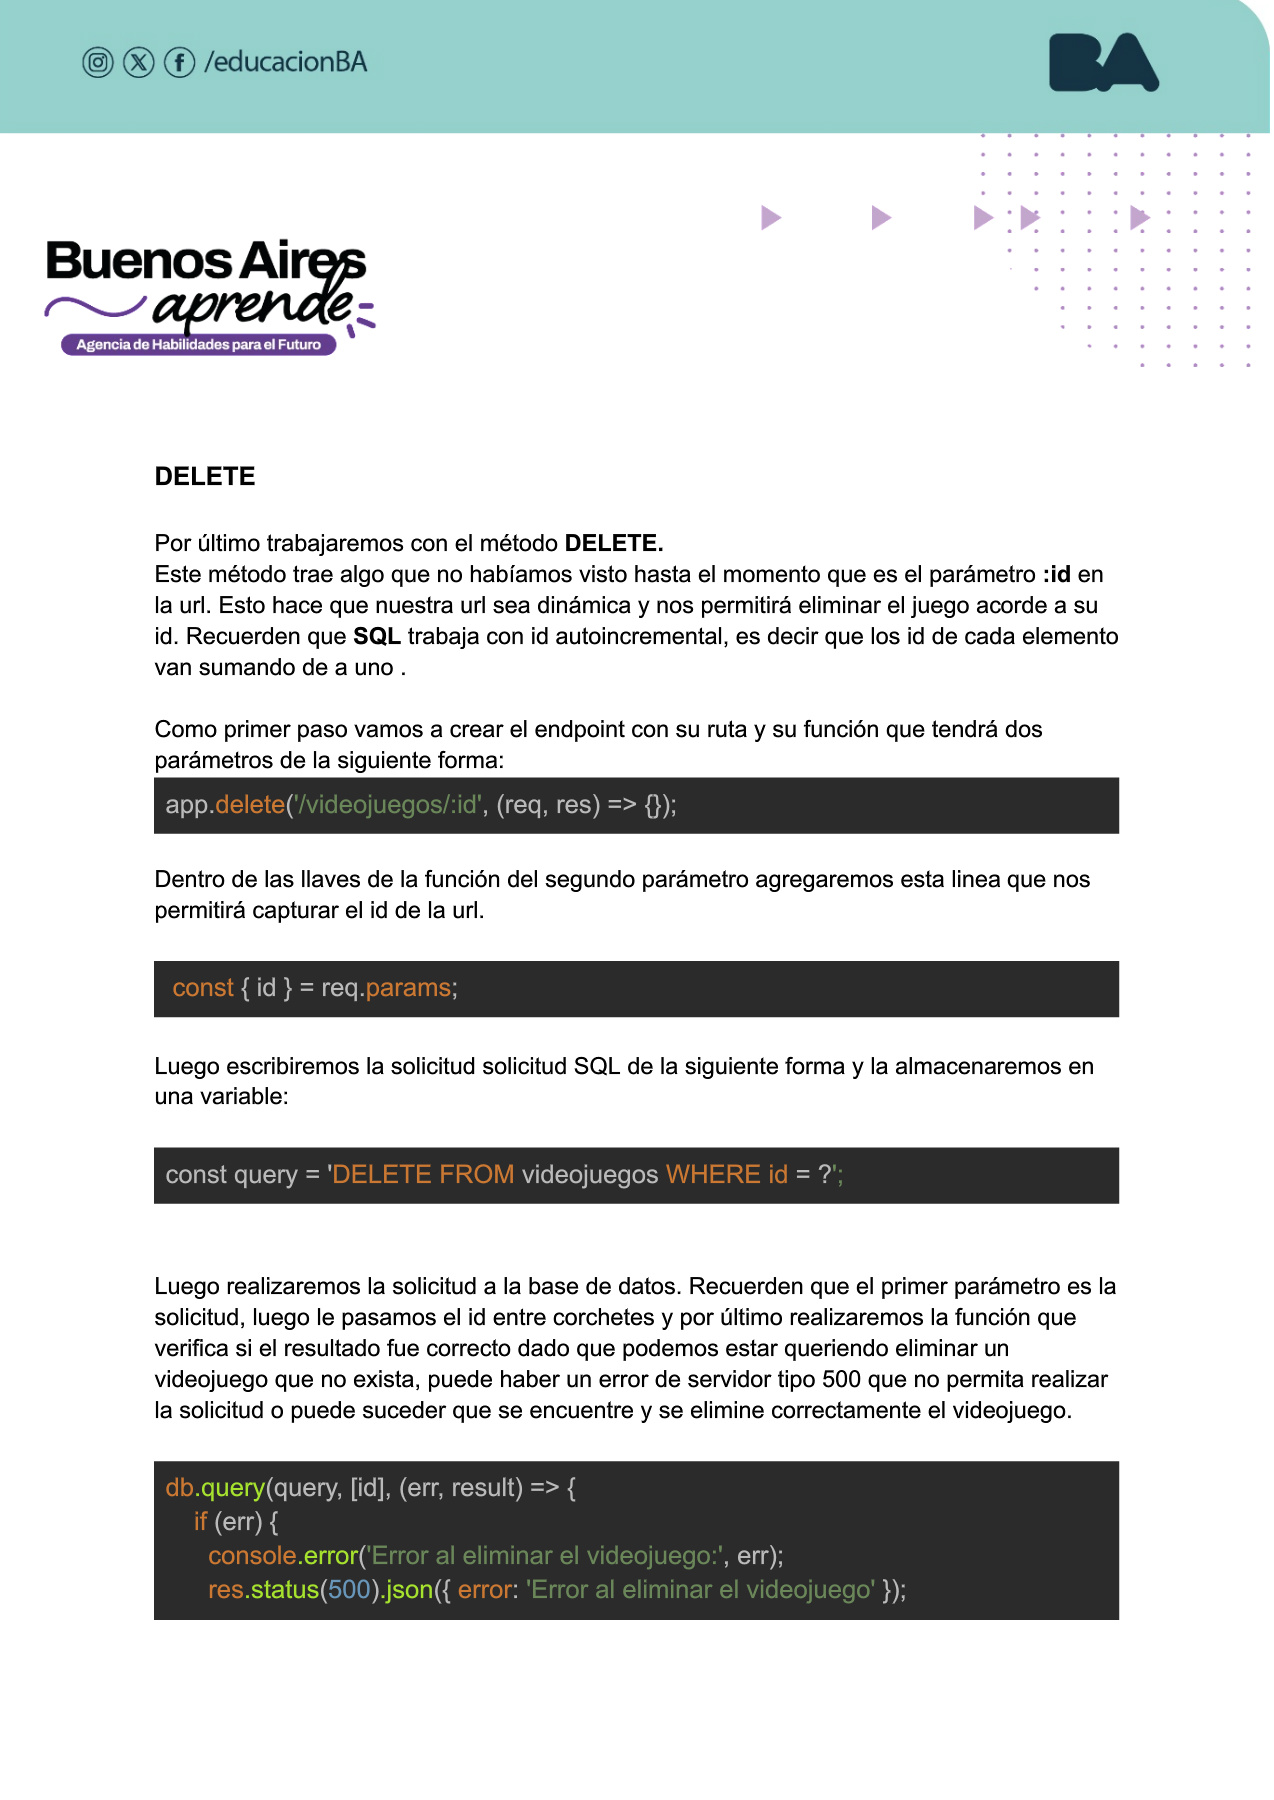 /educacionBA
BA
Buenos Aires
aprende
Agencia de Habilidades para el Futuro
DELETE
Por último trabajaremos con el método DELETE.
Este método trae algo que no habíamos visto hasta el momento que es el parámetro :id en
la url. Esto hace que nuestra url sea dinámica y nos permitirá eliminar el juego acorde a su
id. Recuerden que SQL trabaja con id autoincremental, es decir que los id de cada elemento
van sumando de a uno .
Como primer paso vamos a crear el endpoint con su ruta y su función que tendrá dos
parámetros de la siguiente forma:
app.delete('/videojuegos/:id', (req, res) => {});
Dentro de las llaves de la función del segundo parámetro agregaremos esta linea que nos
permitirá capturar el id de la url.
const { id } = req.params;
Luego escribiremos la solicitud solicitud SQL de la siguiente forma y la almacenaremos en
una variable:
const query = 'DELETE FROM videojuegos WHERE id = ?';
Luego realizaremos la solicitud a la base de datos. Recuerden que el primer parámetro es la
solicitud, luego le pasamos el id entre corchetes y por último realizaremos la función que
verifica si el resultado fue correcto dado que podemos estar queriendo eliminar un
videojuego que no exista, puede haber un error de servidor tipo 500 que no permita realizar
la solicitud o puede suceder que se encuentre y se elimine correctamente el videojuego.
db.query(query, [id], (err, result) => {
if (err) {
console.error('Error al eliminar el videojuego:', err);
res.status(500).json({ error: 'Error al eliminar el videojuego' });